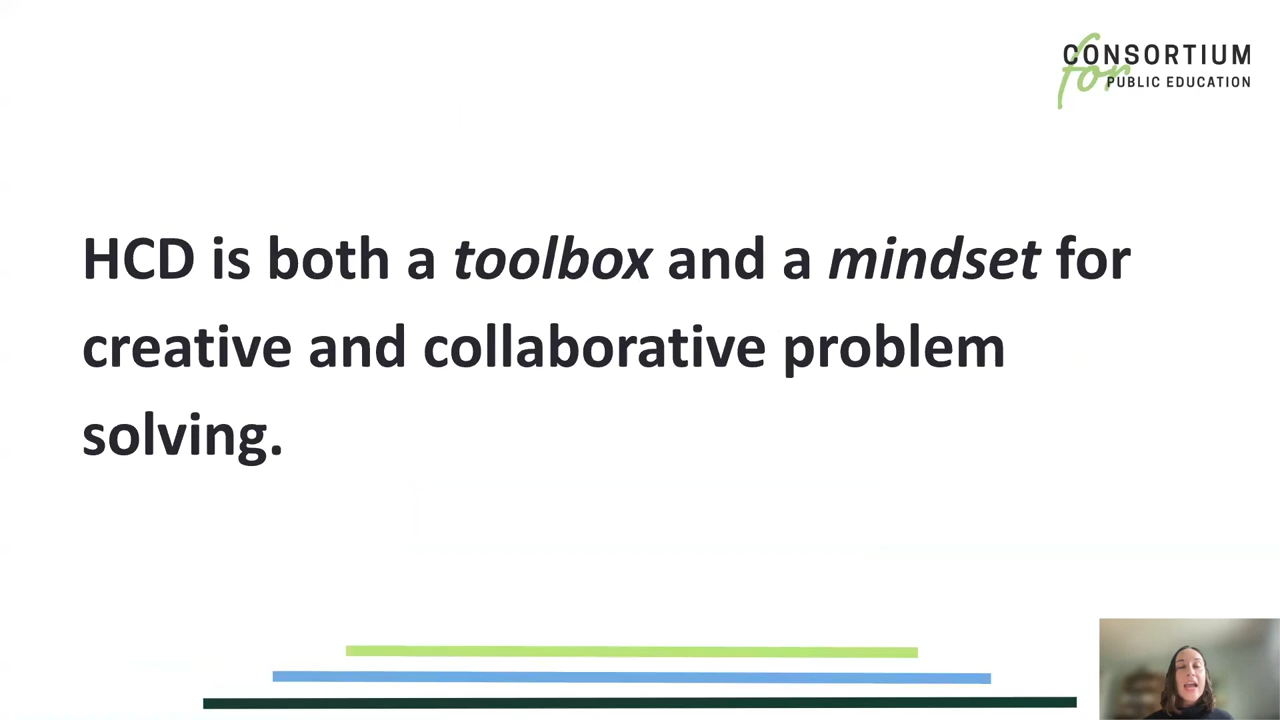 CONSORTIUM
for PUBLIC EDUCATION
HCD is both a toolbox and a mindset for
creative and collaborative problem
solving.